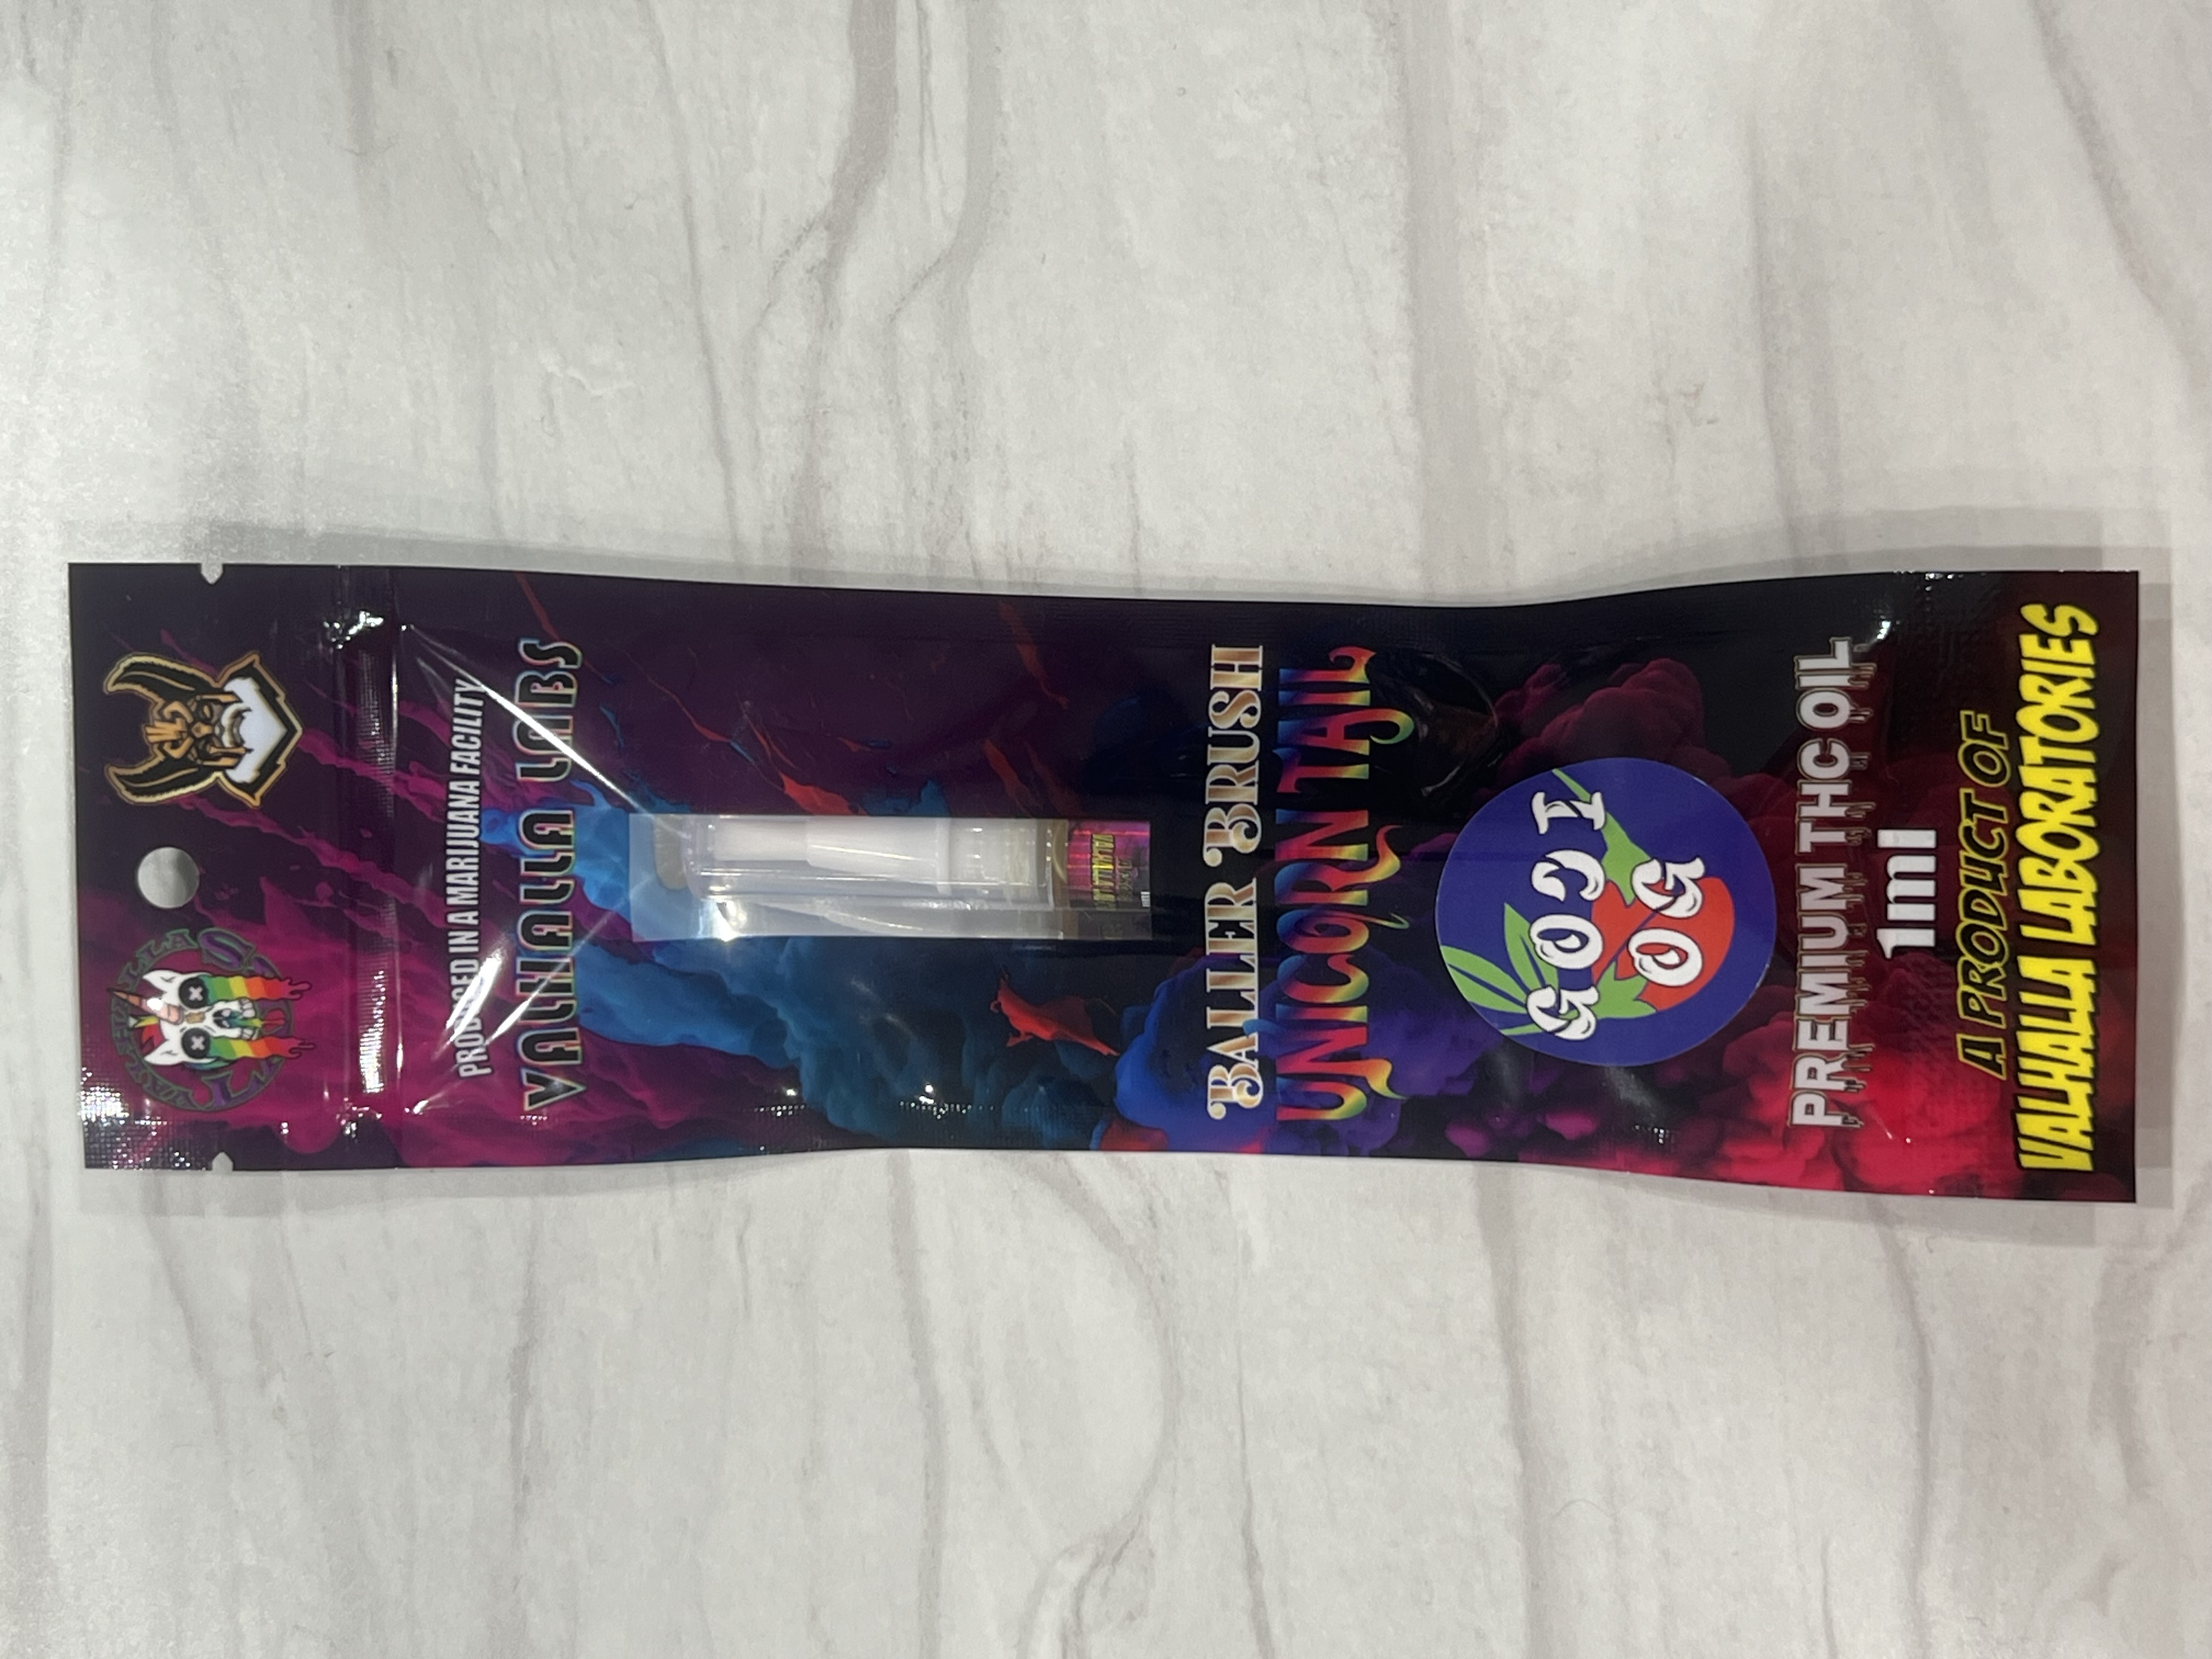 PRODUCED IN A MARIJUANA FACILITY
VALHALLA LABS
BALLER BRUSH
UNICORN TAIL
GOJI
OG
PREMIUM THC OIL
1ml
A PRODUCT OF
VALHALLA LABORATORIES